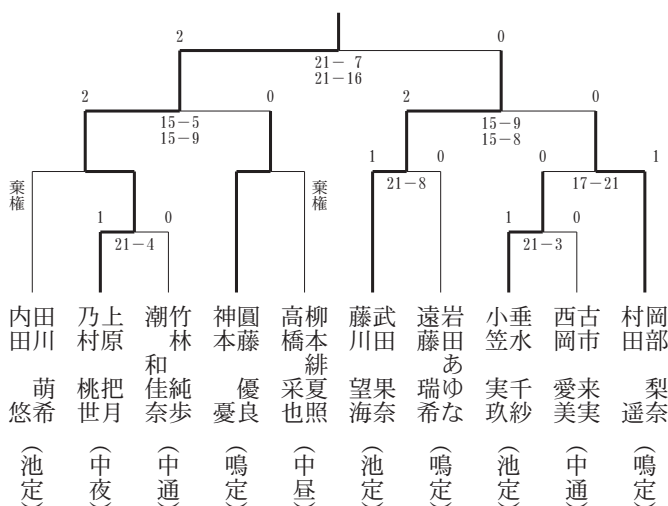 2 0
21－ 7
21－16
2 0 2 0
15－5
15－9
15－9
15－8
棄権 棄権 1 0 0 1
21－8 17－21
1 0 1 0
21－4 21－3
田川 萌希
内田 悠
(池定)
上原 把月
乃村 桃世
(中夜)
竹林 純歩
潮 和佳奈
(中通)
圓藤 優良
神本 憂
(鳴定)
柳本緋夏照
高橋 采也
(中昼)
武田 果奈
藤川 望海
(池定)
岩田あゆな
遠藤 瑞希
(鳴定)
垂水 千紗
小笠 実玖
(池定)
古市 来実
西岡 愛美
(中通)
岡部 梨奈
村田 遥
(鳴定)